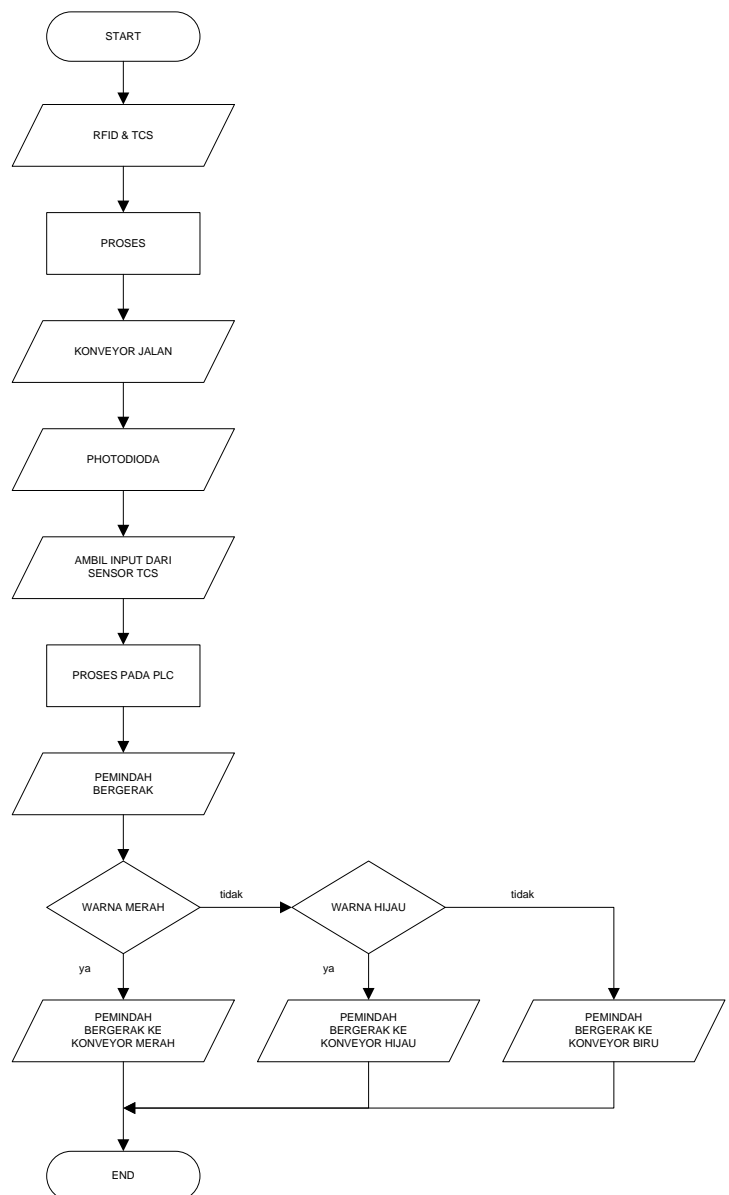 START
RFID & TCS
PROSES
KONVEYOR JALAN
PHOTODIODA
AMBIL INPUT DARI
SENSOR TCS
PROSES PADA PLC
PEMINDAH
BERGERAK
WARNA MERAH
tidak
WARNA HIJAU
tidak
ya
ya
PEMINDAH
BERGERAK KE
KONVEYOR MERAH
PEMINDAH
BERGERAK KE
KONVEYOR HIJAU
PEMINDAH
BERGERAK KE
KONVEYOR BIRU
END